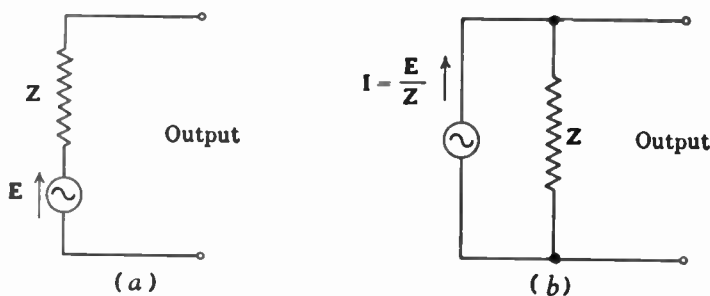 Z
Output
E
(a)
I = E/Z
Z
Output
(b)